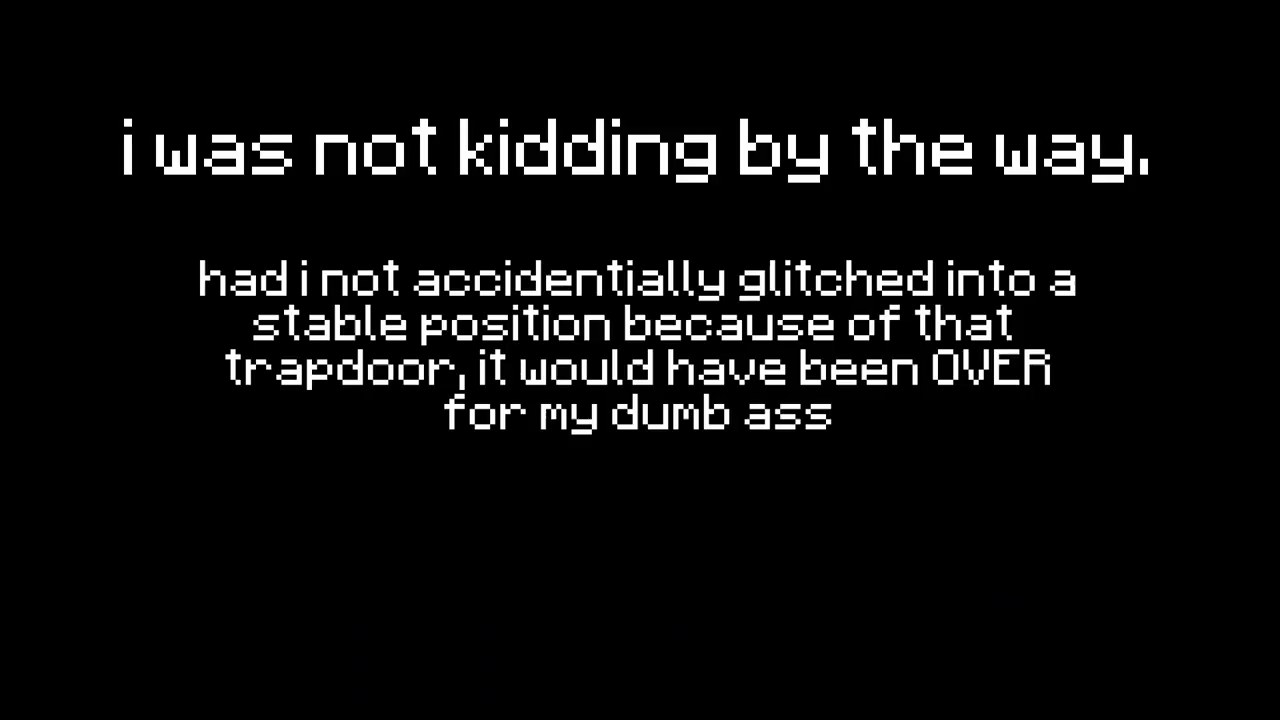 i was not kidding by the way.
had i not accidentially glitched into a
stable position because of that
trapdoor, it would have been OVER
for my dumb ass